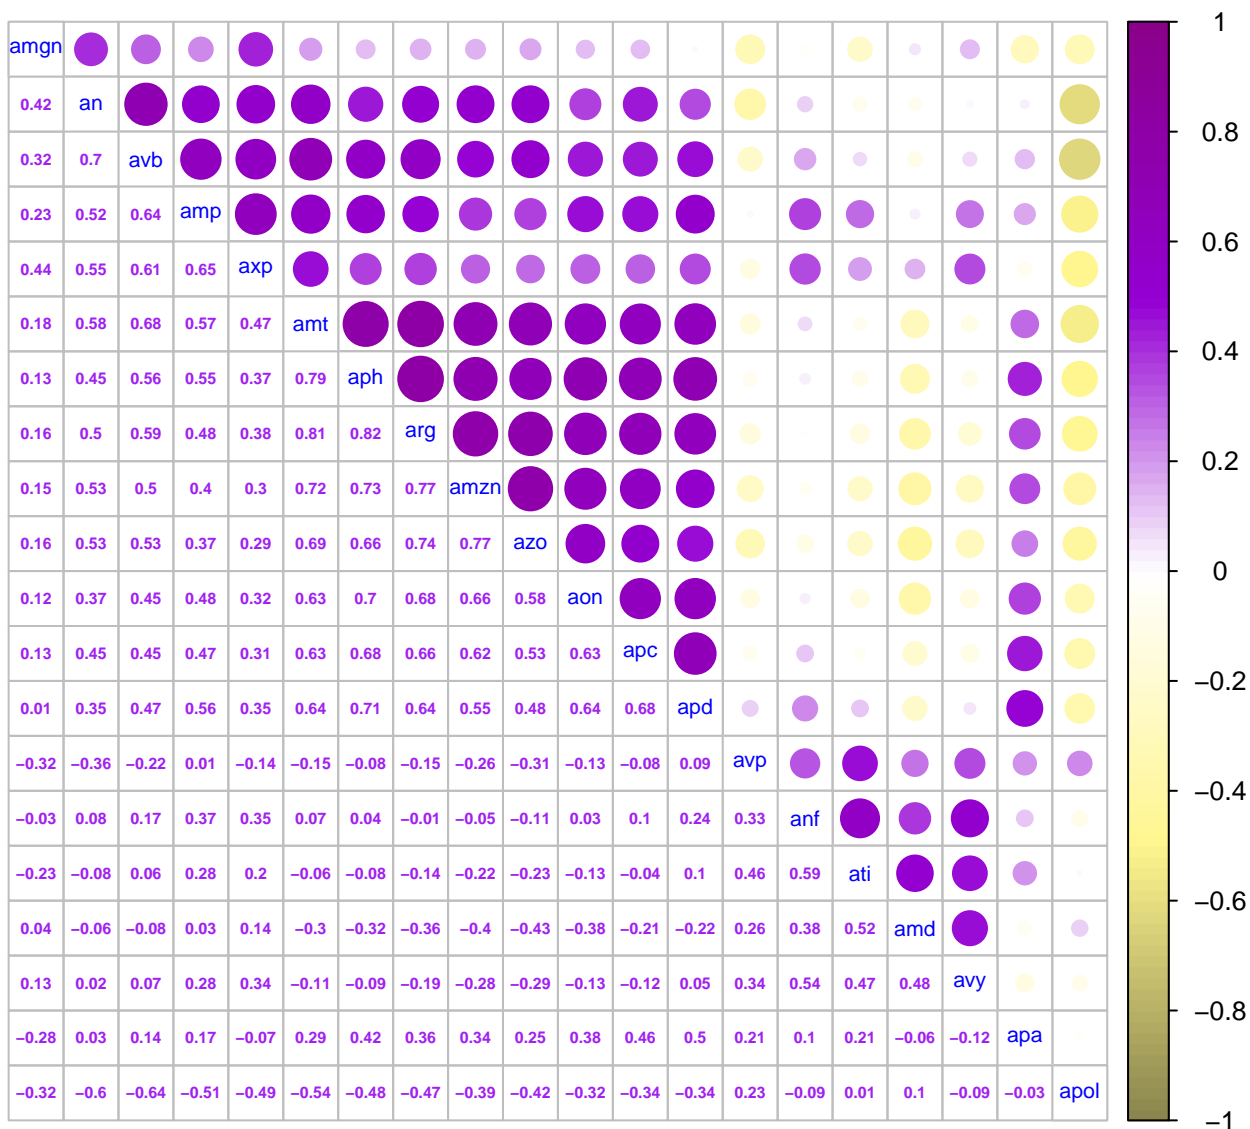 amgn
0.42 an
0.32 0.7 avb
0.23 0.52 0.64 amp
0.44 0.55 0.61 0.65 axp
0.18 0.58 0.68 0.57 0.47 amt
0.13 0.45 0.56 0.55 0.37 0.79 aph
0.16 0.5 0.59 0.48 0.38 0.81 0.82 arg
0.15 0.53 0.5 0.4 0.3 0.72 0.73 0.77 amzn
0.16 0.53 0.53 0.37 0.29 0.69 0.66 0.74 0.77 azo
0.12 0.37 0.45 0.48 0.32 0.63 0.7 0.68 0.66 0.58 aon
0.13 0.45 0.45 0.47 0.31 0.63 0.68 0.66 0.62 0.53 0.63 apc
0.01 0.35 0.47 0.56 0.35 0.64 0.71 0.64 0.55 0.48 0.64 0.68 apd
−0.32 −0.36 −0.22 0.01 −0.14 −0.15 −0.08 −0.15 −0.26 −0.31 −0.13 −0.08 0.09 avp
−0.03 0.08 0.17 0.37 0.35 0.07 0.04 −0.01 −0.05 −0.11 0.03 0.1 0.24 0.33 anf
−0.23 −0.08 0.06 0.28 0.2 −0.06 −0.08 −0.14 −0.22 −0.23 −0.13 −0.04 0.1 0.46 0.59 ati
0.04 −0.06 −0.08 0.03 0.14 −0.3 −0.32 −0.36 −0.4 −0.43 −0.38 −0.21 −0.22 0.26 0.38 0.52 amd
0.13 0.02 0.07 0.28 0.34 −0.11 −0.09 −0.19 −0.28 −0.29 −0.13 −0.12 0.05 0.34 0.54 0.47 0.48 avy
−0.28 0.03 0.14 0.17 −0.07 0.29 0.42 0.36 0.34 0.25 0.38 0.46 0.5 0.21 0.1 0.21 −0.06 −0.12 apa
−0.32 −0.6 −0.64 −0.51 −0.49 −0.54 −0.48 −0.47 −0.39 −0.42 −0.32 −0.34 −0.34 0.23 −0.09 0.01 0.1 −0.09 −0.03 apol
1
0.8
0.6
0.4
0.2
0
−0.2
−0.4
−0.6
−0.8
−1